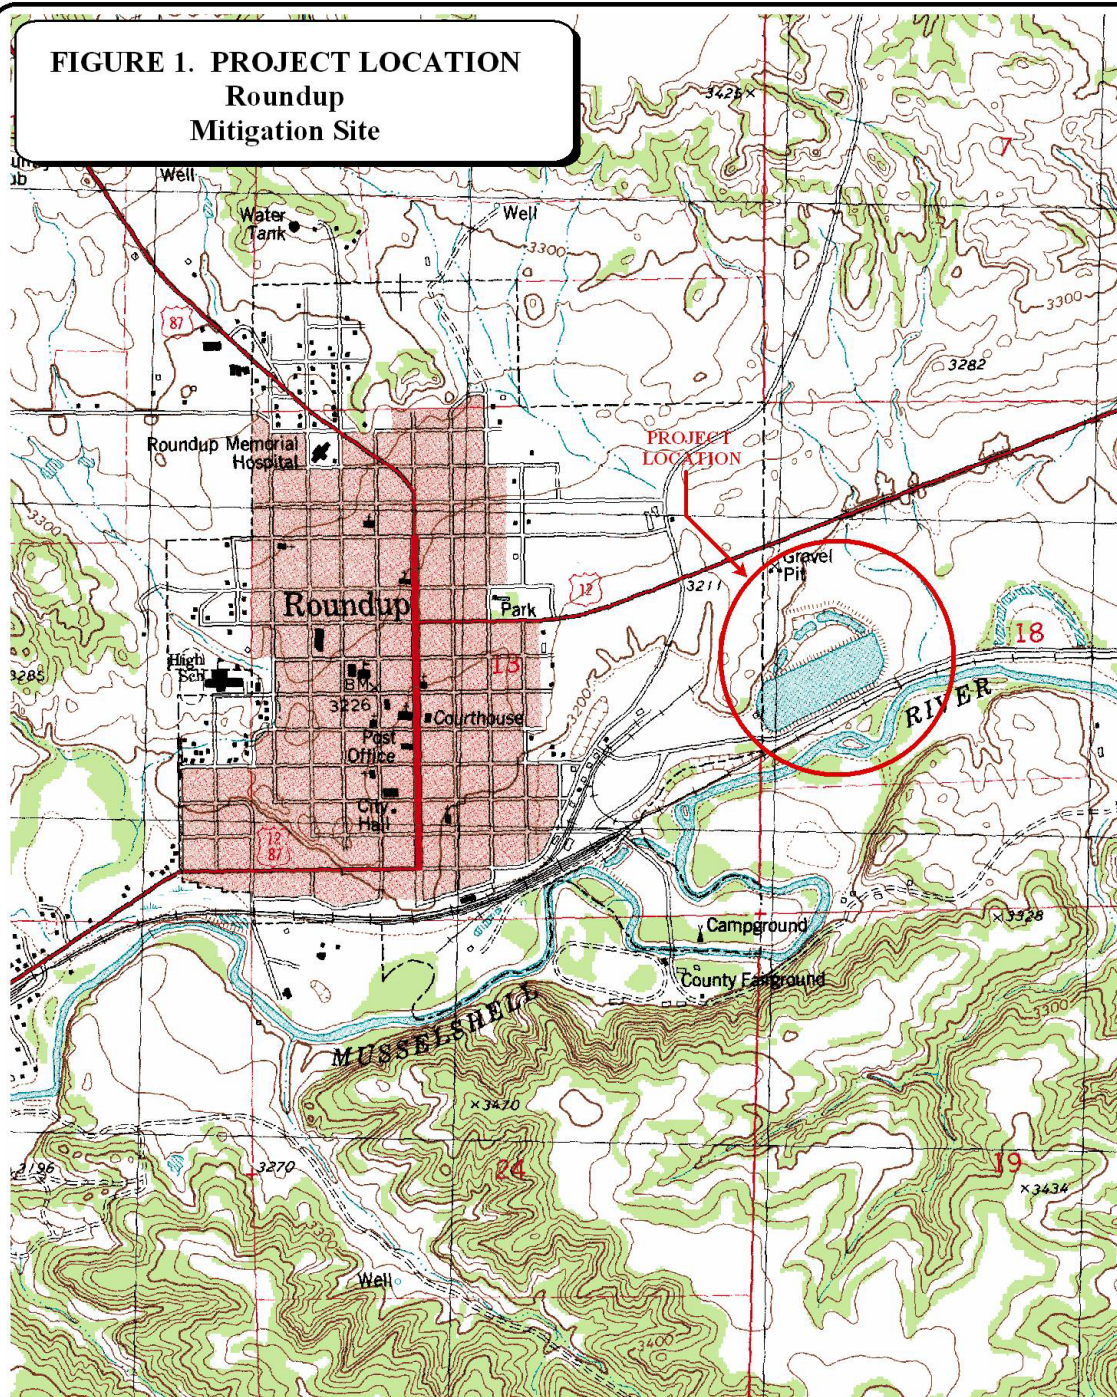 FIGURE 1. PROJECT LOCATION
Roundup
Mitigation Site
3425
7
Well
Water
Tank
Well
3300
3300
87
3282
Roundup Memorial
Hospital
PROJECT
LOCATION
3300
Gravel
Pit
3211
12
Roundup
Park
18
High
Sch
13
3285
BM
3226
Courthouse
3200
RIVER
Post
Office
City
Hall
12
87
Campground
3328
County Fairground
MUSSELSHELL
3300
3470
3196
3270
24
19
3434
3300
Well
3400